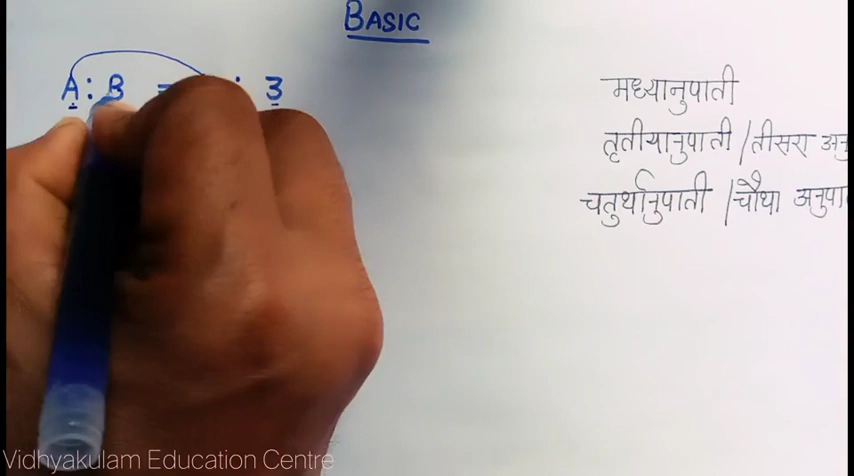 BASIC
A : B = : 3
मध्यानुपाती
तृतीयानुपाती / तीसरा
चतुर्थानुपाती / चौथा
Vidhyakulam Education Centre